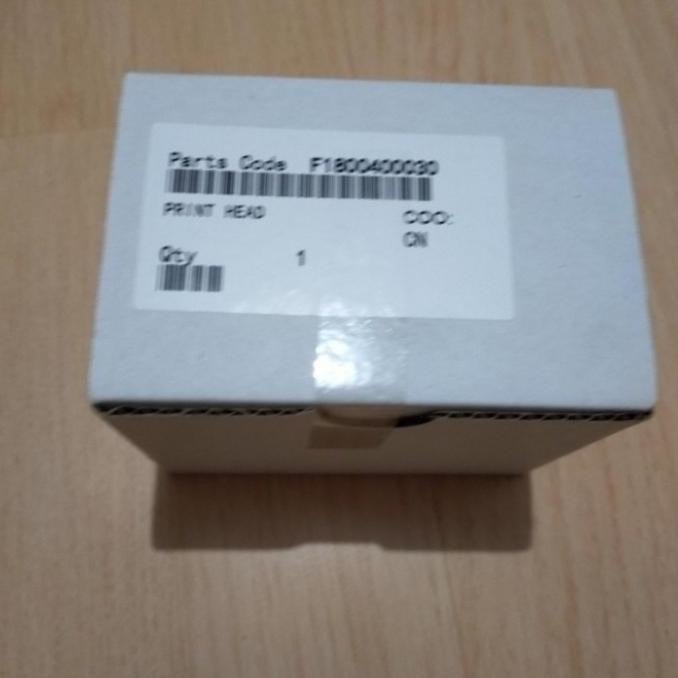 Parts Code F1800400030
PRINT HEAD COO:
CN
Qty 1